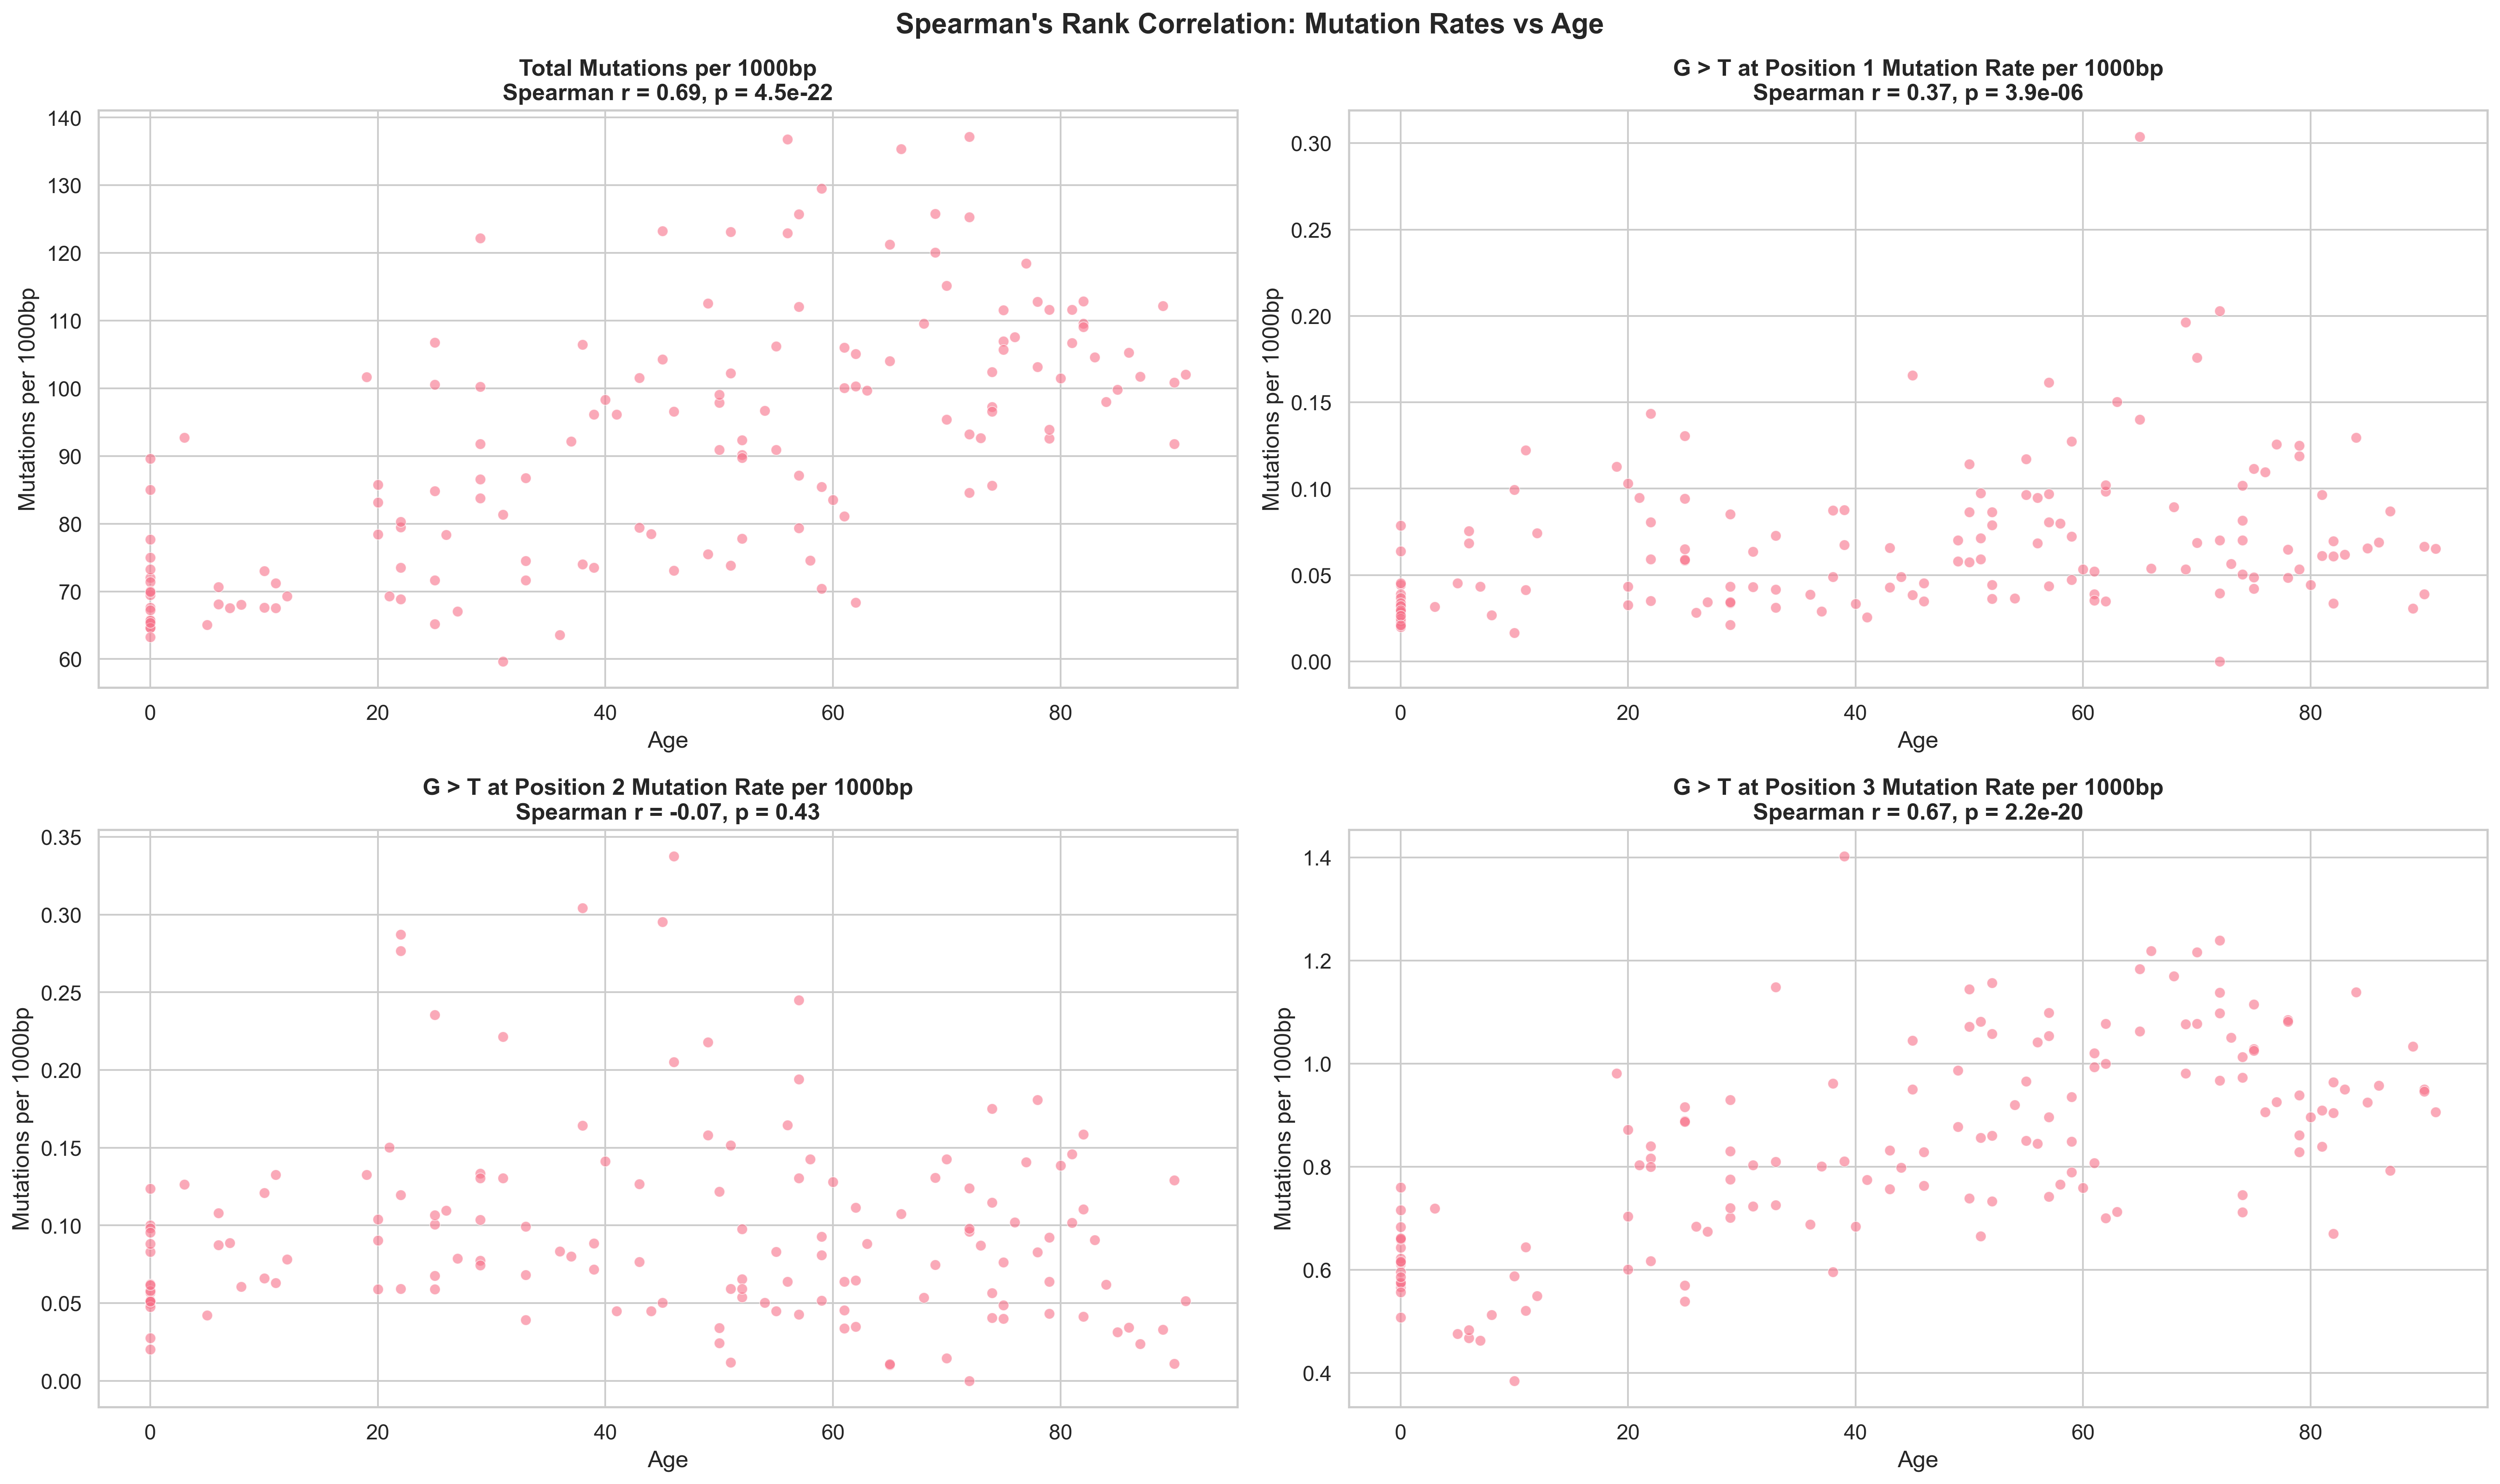 Spearman's Rank Correlation: Mutation Rates vs Age
Total Mutations per 1000bp
Spearman r = 0.69, p = 4.5e-22
Mutations per 1000bp
140
130
120
110
100
90
80
70
60
0 20 40 60 80
Age
G > T at Position 1 Mutation Rate per 1000bp
Spearman r = 0.37, p = 3.9e-06
Mutations per 1000bp
0.30
0.25
0.20
0.15
0.10
0.05
0.00
0 20 40 60 80
Age
G > T at Position 2 Mutation Rate per 1000bp
Spearman r = -0.07, p = 0.43
Mutations per 1000bp
0.35
0.30
0.25
0.20
0.15
0.10
0.05
0.00
0 20 40 60 80
Age
G > T at Position 3 Mutation Rate per 1000bp
Spearman r = 0.67, p = 2.2e-20
Mutations per 1000bp
1.4
1.2
1.0
0.8
0.6
0.4
0 20 40 60 80
Age